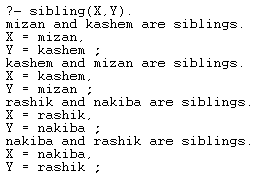 ?- sibling(X,Y).
mizan and kashem are siblings.
X = mizan,
Y = kashem ;
kashem and mizan are siblings.
X = kashem,
Y = mizan ;
rashik and nakiba are siblings.
X = rashik,
Y = nakiba ;
nakiba and rashik are siblings.
X = nakiba,
Y = rashik ;